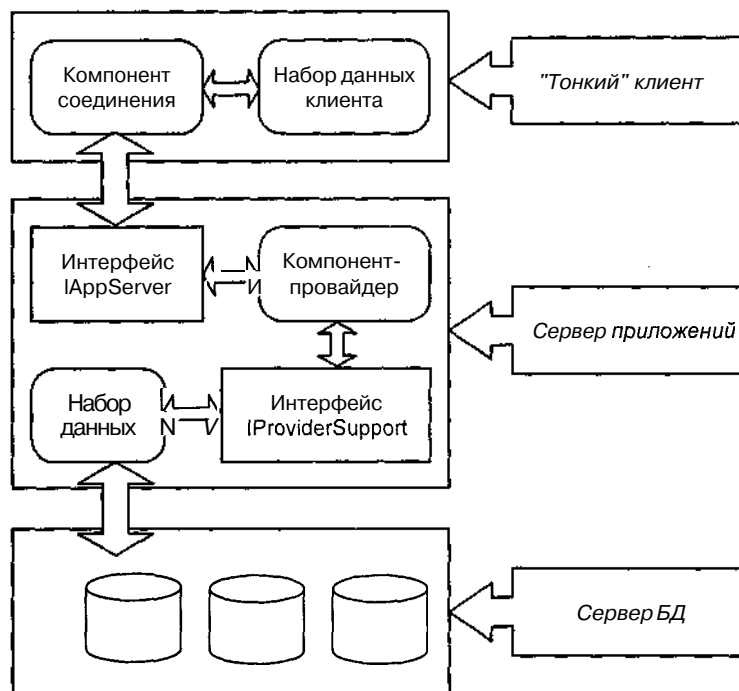 Компонент
соединения
Набор данных
клиента
"Тонкий" клиент
Интерфейс
IAppServer
Компонент-
провайдер
Сервер приложений
Набор
данных
Интерфейс
IProviderSupport
Сервер БД